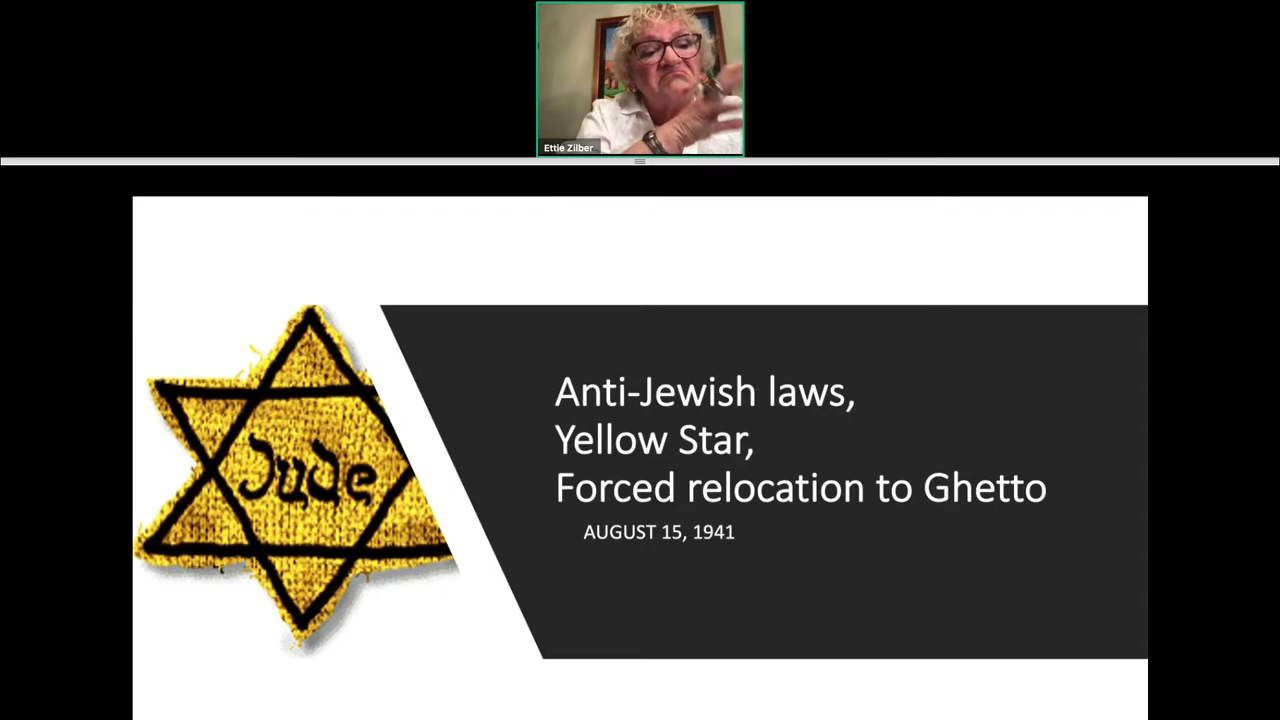 Ettie Zilber
Jude
Anti-Jewish laws,
Yellow Star,
Forced relocation to Ghetto
AUGUST 15, 1941